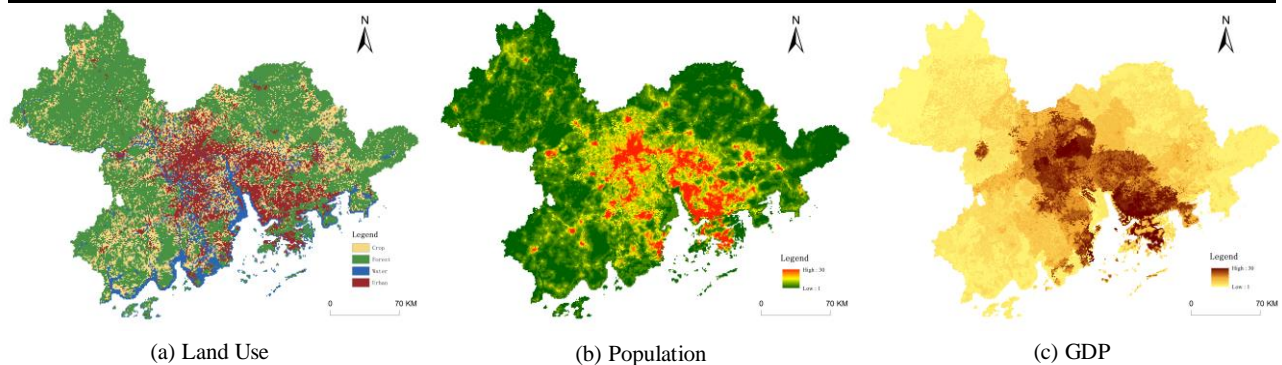 N
Legend
Crop
Forest
Water
Urban
0 70 KM
(a) Land Use
N
Legend
High : 30
Low : 1
0 70 KM
(b) Population
N
Legend
High : 30
Low : 1
0 70 KM
(c) GDP